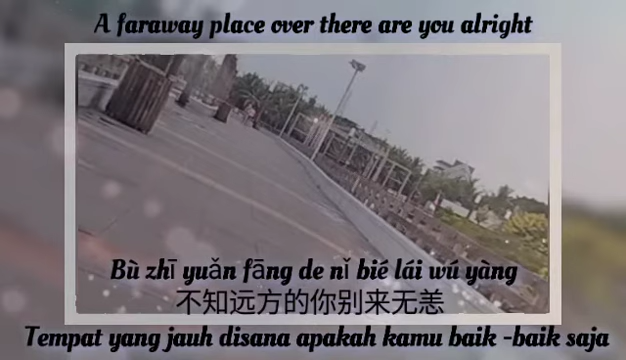 A faraway place over there are you alright
Bù zhī yuǎn fāng de nǐ bié lái wú yàng
不知远方的你别来无恙
Tempat yang jauh disana apakah kamu baik -baik saja